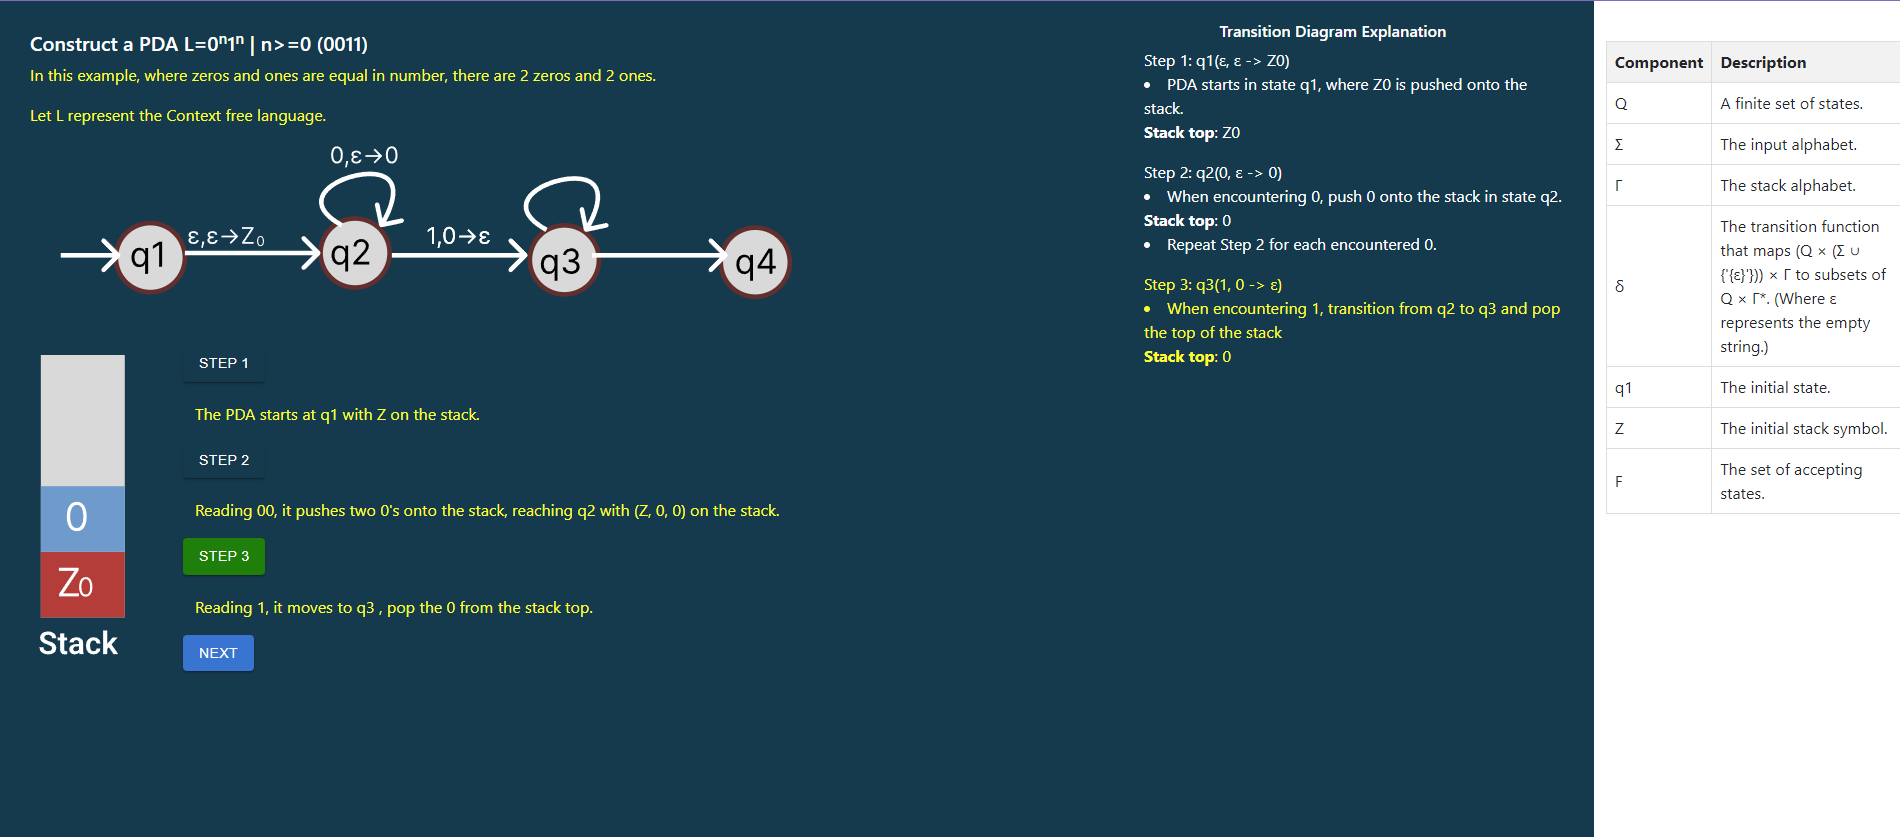 Construct a PDA L=0ⁿ1ⁿ | n>=0 (0011)
In this example, where zeros and ones are equal in number, there are 2 zeros and 2 ones.
Let L represent the Context free language.
0,ε→0
q1
ε,ε→Z₀
q2
1,0→ε
q3
q4
0
Z₀
Stack
STEP 1
The PDA starts at q1 with Z on the stack.
STEP 2
Reading 00, it pushes two 0's onto the stack, reaching q2 with (Z, 0, 0) on the stack.
STEP 3
Reading 1, it moves to q3 , pop the 0 from the stack top.
NEXT
Transition Diagram Explanation
Step 1: q1(ε, ε -> Z0)
• PDA starts in state q1, where Z0 is pushed onto the
stack.
Stack top: Z0
Step 2: q2(0, ε -> 0)
• When encountering 0, push 0 onto the stack in state q2.
Stack top: 0
• Repeat Step 2 for each encountered 0.
Step 3: q3(1, 0 -> ε)
• When encountering 1, transition from q2 to q3 and pop
the top of the stack
Stack top: 0
Component Description
Q A finite set of states.
Σ The input alphabet.
Γ The stack alphabet.
δ The transition function
that maps (Q × (Σ ∪
{'{ε}'})) × Γ to subsets of
Q × Γ*. (Where ε
represents the empty
string.)
q1 The initial state.
Z The initial stack symbol.
F The set of accepting
states.